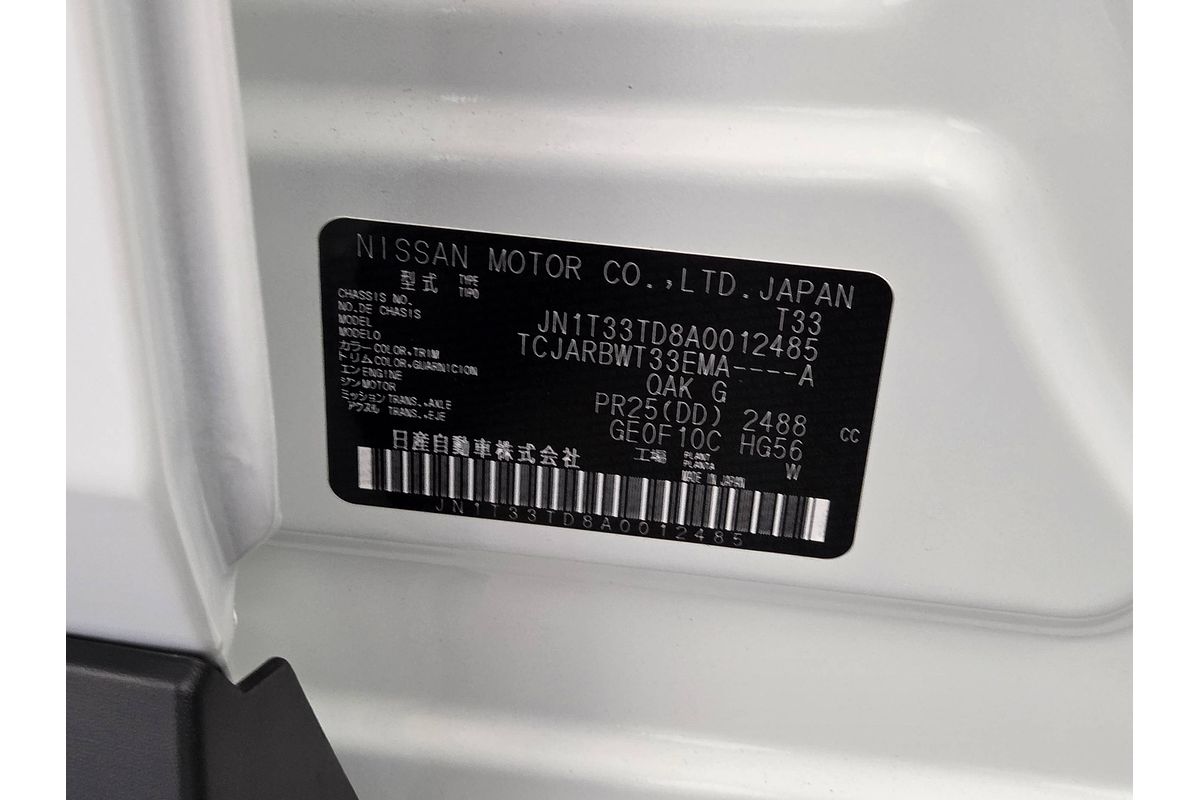 NISSAN MOTOR CO.,LTD.JAPAN
型式 TYPE TIPO T33
CHASSIS NO.
NO.DE CHASIS JN1T33TD8A0012485
MODEL
MODELO TCJARBWT33EMA----A
カラー COLOR,TRIM
トリム COLOR,GUARNICION QAK G
エン ENGINE
ジン MOTOR PR25(DD) 2488 CC
ミッション TRANS.,AXLE
アクスル TRANS.,EJE GE0F10C HG56
日産自動車株式会社 工場 PLANT PLANTA W
MADE IN JAPAN
JN1T33TD8A0012485